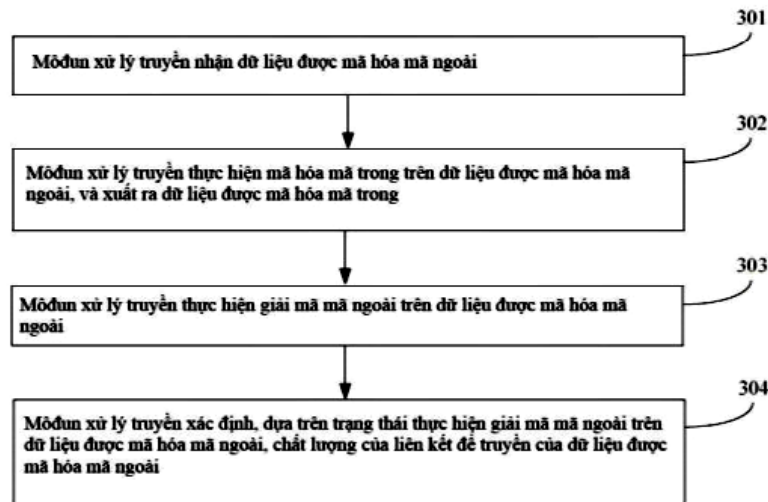 301
Môđun xử lý truyền nhận dữ liệu được mã hóa mã ngoài
302
Môđun xử lý truyền thực hiện mã hóa mã trong trên dữ liệu được mã hóa mã
ngoài, và xuất ra dữ liệu được mã hóa mã trong
303
Môđun xử lý truyền thực hiện giải mã mã ngoài trên dữ liệu được mã hóa mã
ngoài
304
Môđun xử lý truyền xác định, dựa trên trạng thái thực hiện giải mã mã ngoài trên
dữ liệu được mã hóa mã ngoài, chất lượng của liên kết để truyền của dữ liệu được
mã hóa mã ngoài